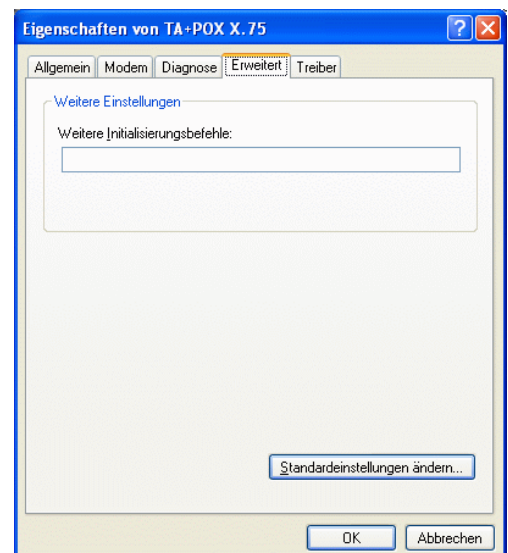 Eigenschaften von TA+POX X.75
Allgemein Modem Diagnose Erweitert Treiber
Weitere Einstellungen
Weitere Initialisierungsbefehle:
Standardeinstellungen ändern...
OK Abbrechen